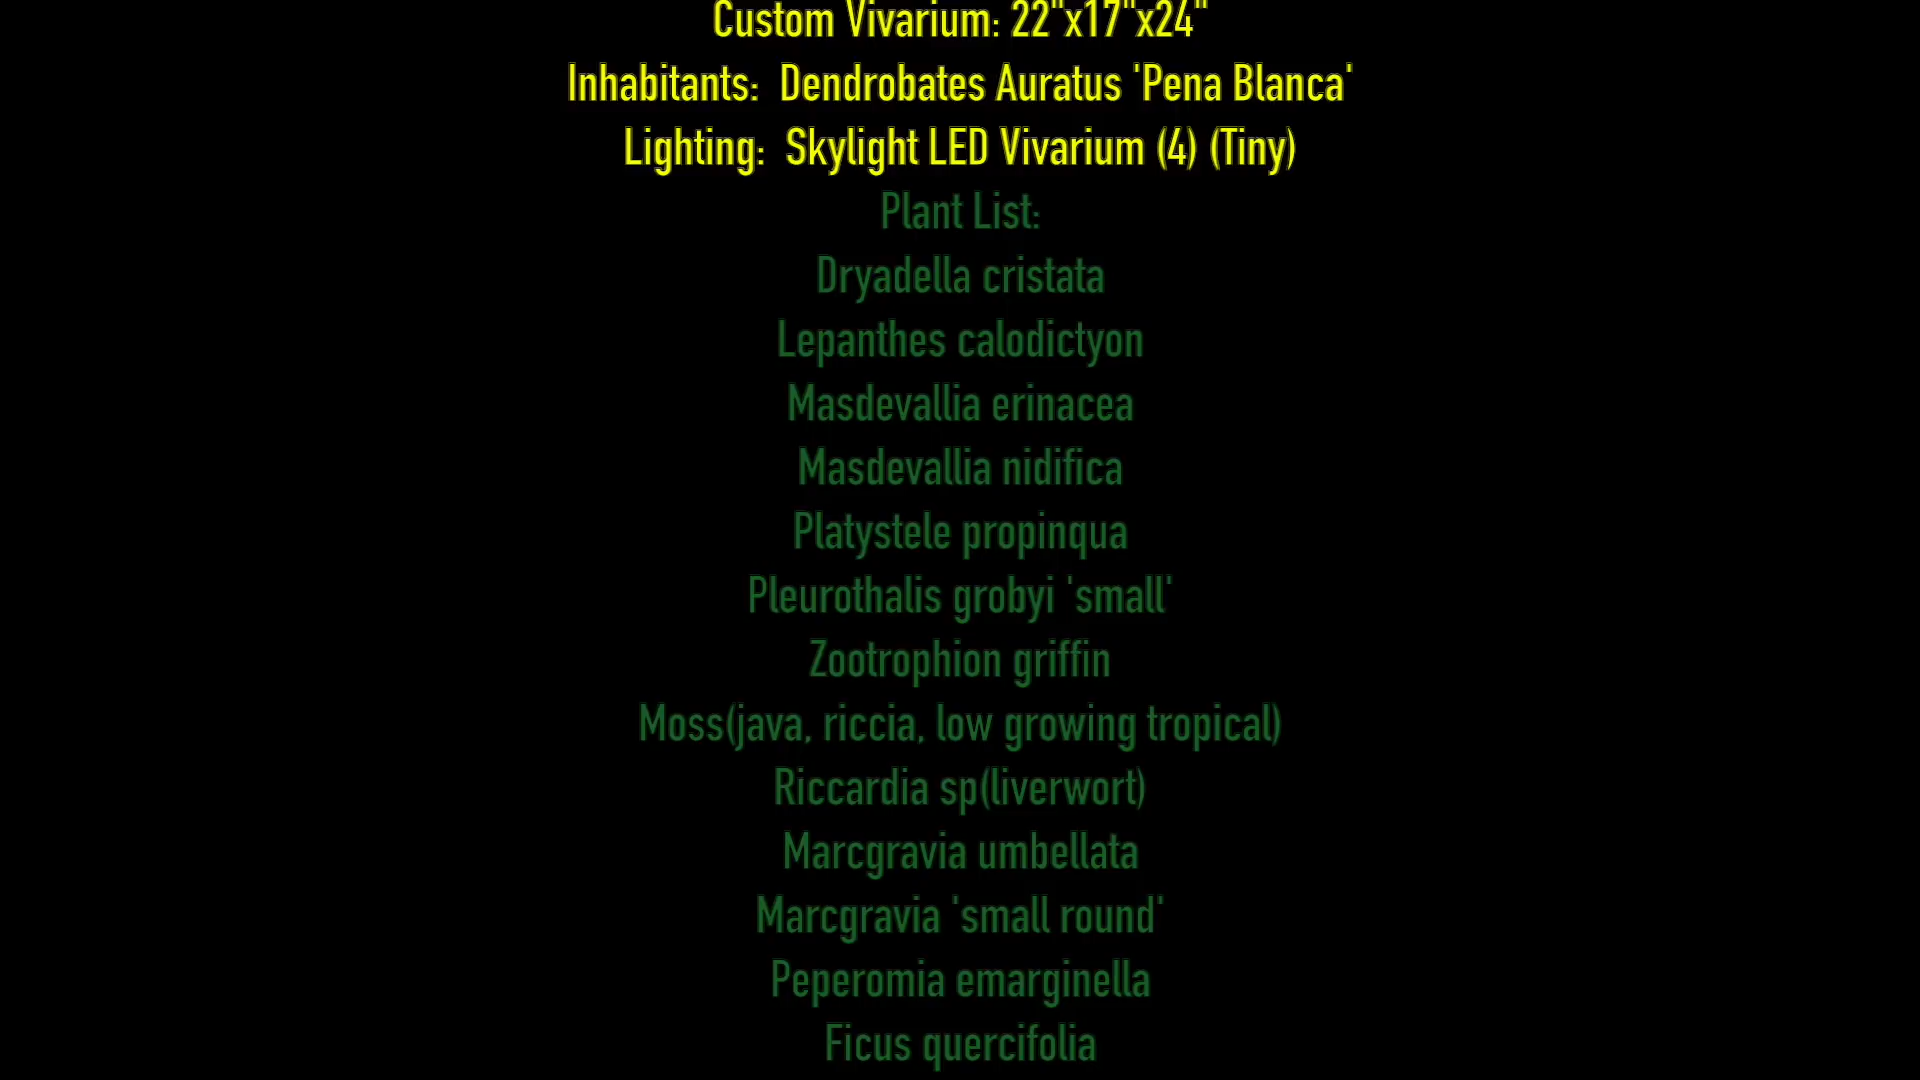 Custom Vivarium: 22"x17"x24"
Inhabitants:  Dendrobates Auratus 'Pena Blanca'
Lighting:  Skylight LED Vivarium (4) (Tiny)
Plant List:
Dryadella cristata
Lepanthes calodictyon
Masdevallia erinacea
Masdevallia nidifica
Platystele propinqua
Pleurothalis grobyi 'small'
Zootrophion griffin
Moss(java, riccia, low growing tropical)
Riccardia sp(liverwort)
Marcgravia umbellata
Marcgravia 'small round'
Peperomia emarginella
Ficus quercifolia